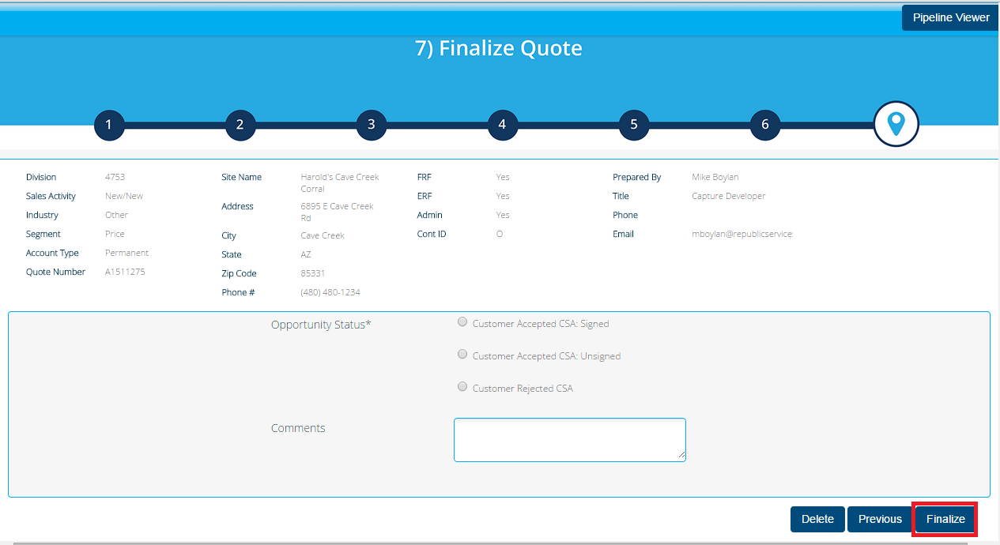 Pipeline Viewer
7) Finalize Quote
1 2 3 4 5 6
Division 4753
Sales Activity New/New
Industry Other
Segment Price
Account Type Permanent
Quote Number A1511275
Site Name Harold's Cave Creek
Corral
Address 6895 E Cave Creek
Rd
City Cave Creek
State AZ
Zip Code 85331
Phone # (480) 480-1234
FRF Yes
ERF Yes
Admin Yes
Cont ID O
Prepared By Mike Boylan
Title Capture Developer
Phone
Email mboylan@republicservice:
Opportunity Status*
Customer Accepted CSA: Signed
Customer Accepted CSA: Unsigned
Customer Rejected CSA
Comments
Delete Previous Finalize